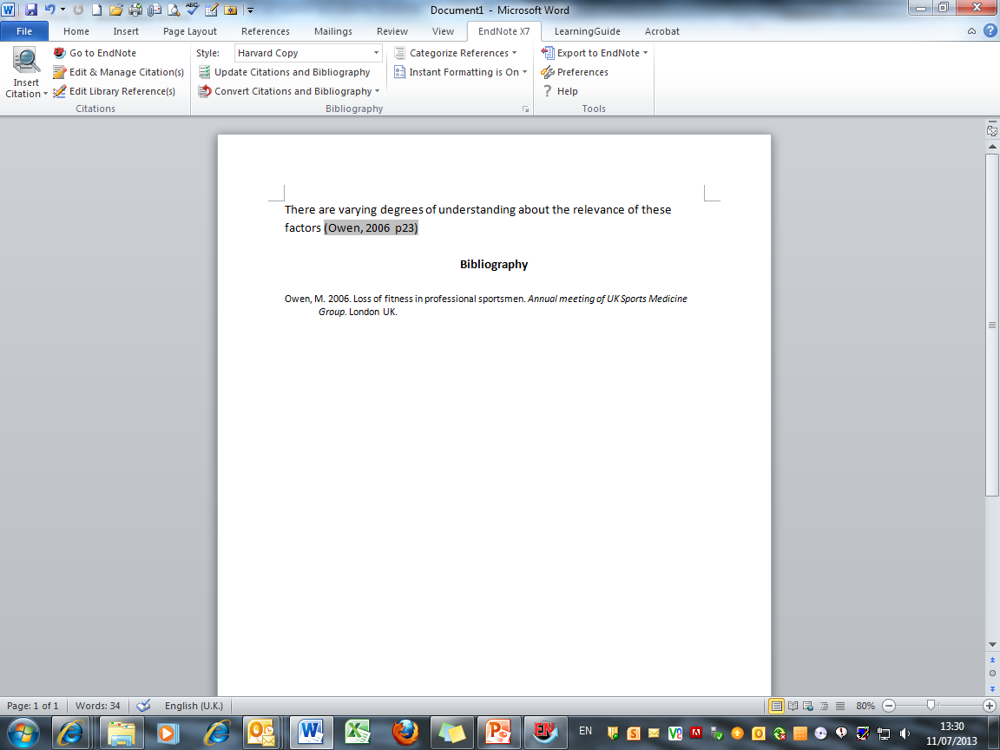 Document1 - Microsoft Word
File Home Insert Page Layout References Mailings Review View EndNote X7 LearningGuide Acrobat
Insert Citation
Go to EndNote
Edit & Manage Citation(s)
Edit Library Reference(s)
Citations
Style: Harvard Copy
Update Citations and Bibliography
Convert Citations and Bibliography
Bibliography
Categorize References
Instant Formatting is On
Export to EndNote
Preferences
Help
Tools
There are varying degrees of understanding about the relevance of these
factors (Owen, 2006 p23)
Bibliography
Owen, M. 2006. Loss of fitness in professional sportsmen. Annual meeting of UK Sports Medicine
Group. London UK.
Page: 1 of 1 Words: 34 English (U.K.) 80%
EN 13:30
11/07/2013